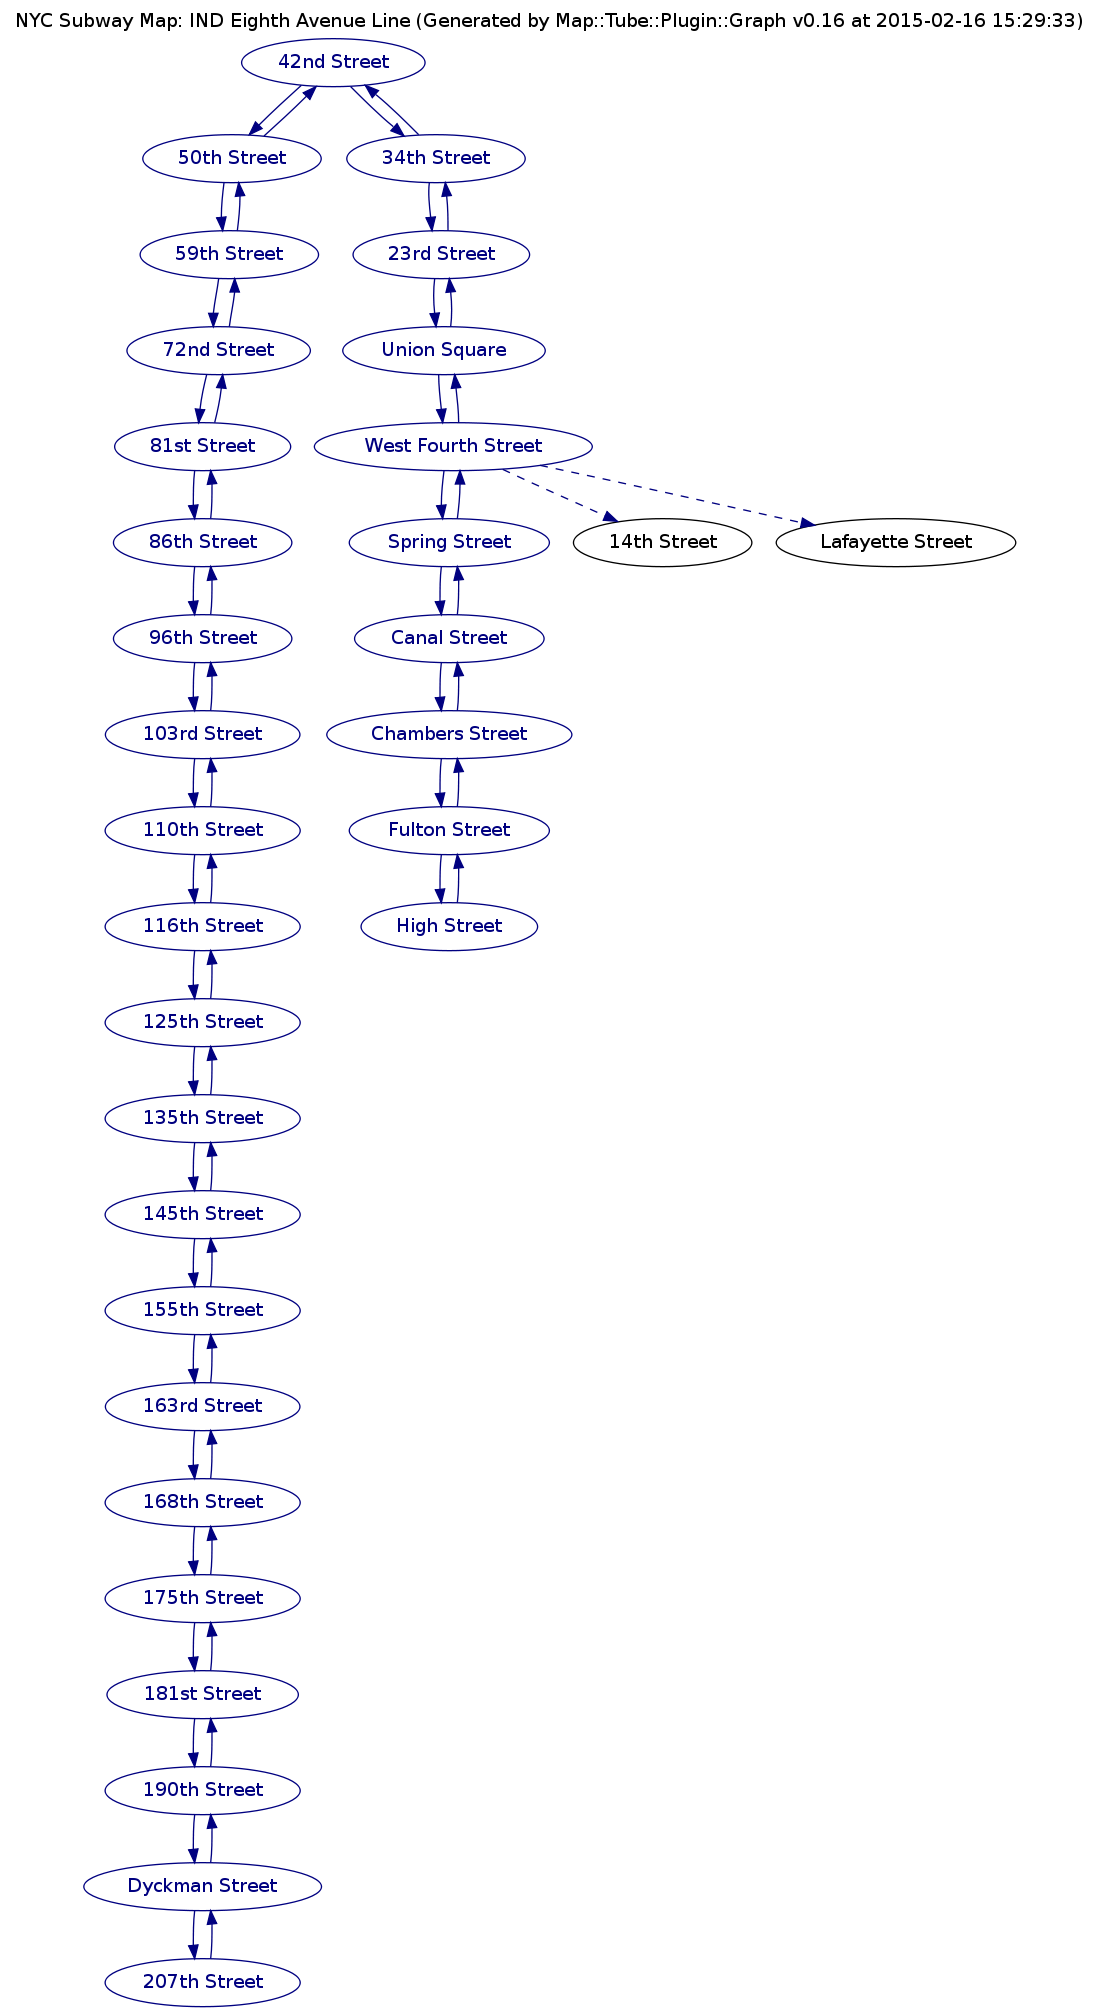 NYC Subway Map: IND Eighth Avenue Line (Generated by Map::Tube::Plugin::Graph v0.16 at 2015-02-16 15:29:33)
42nd Street
50th Street
34th Street
59th Street
23rd Street
72nd Street
Union Square
81st Street
West Fourth Street
86th Street
Spring Street
14th Street
Lafayette Street
96th Street
Canal Street
103rd Street
Chambers Street
110th Street
Fulton Street
116th Street
High Street
125th Street
135th Street
145th Street
155th Street
163rd Street
168th Street
175th Street
181st Street
190th Street
Dyckman Street
207th Street